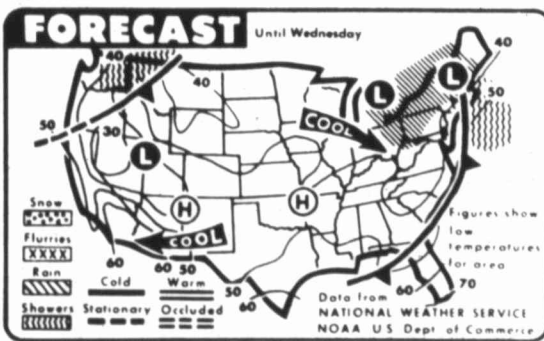 FORECAST Until Wednesday
40
40
40
50
50
30
L
L
L
COOL
H
H
COOL
Snow
Flurries
Rain
Showers
Cold
Warm
Stationary
Occluded
60
60
50
50
60
60
70
Figures show
low
temperatures
for area
Data from
NATIONAL WEATHER SERVICE
NOAA US Dept of Commerce